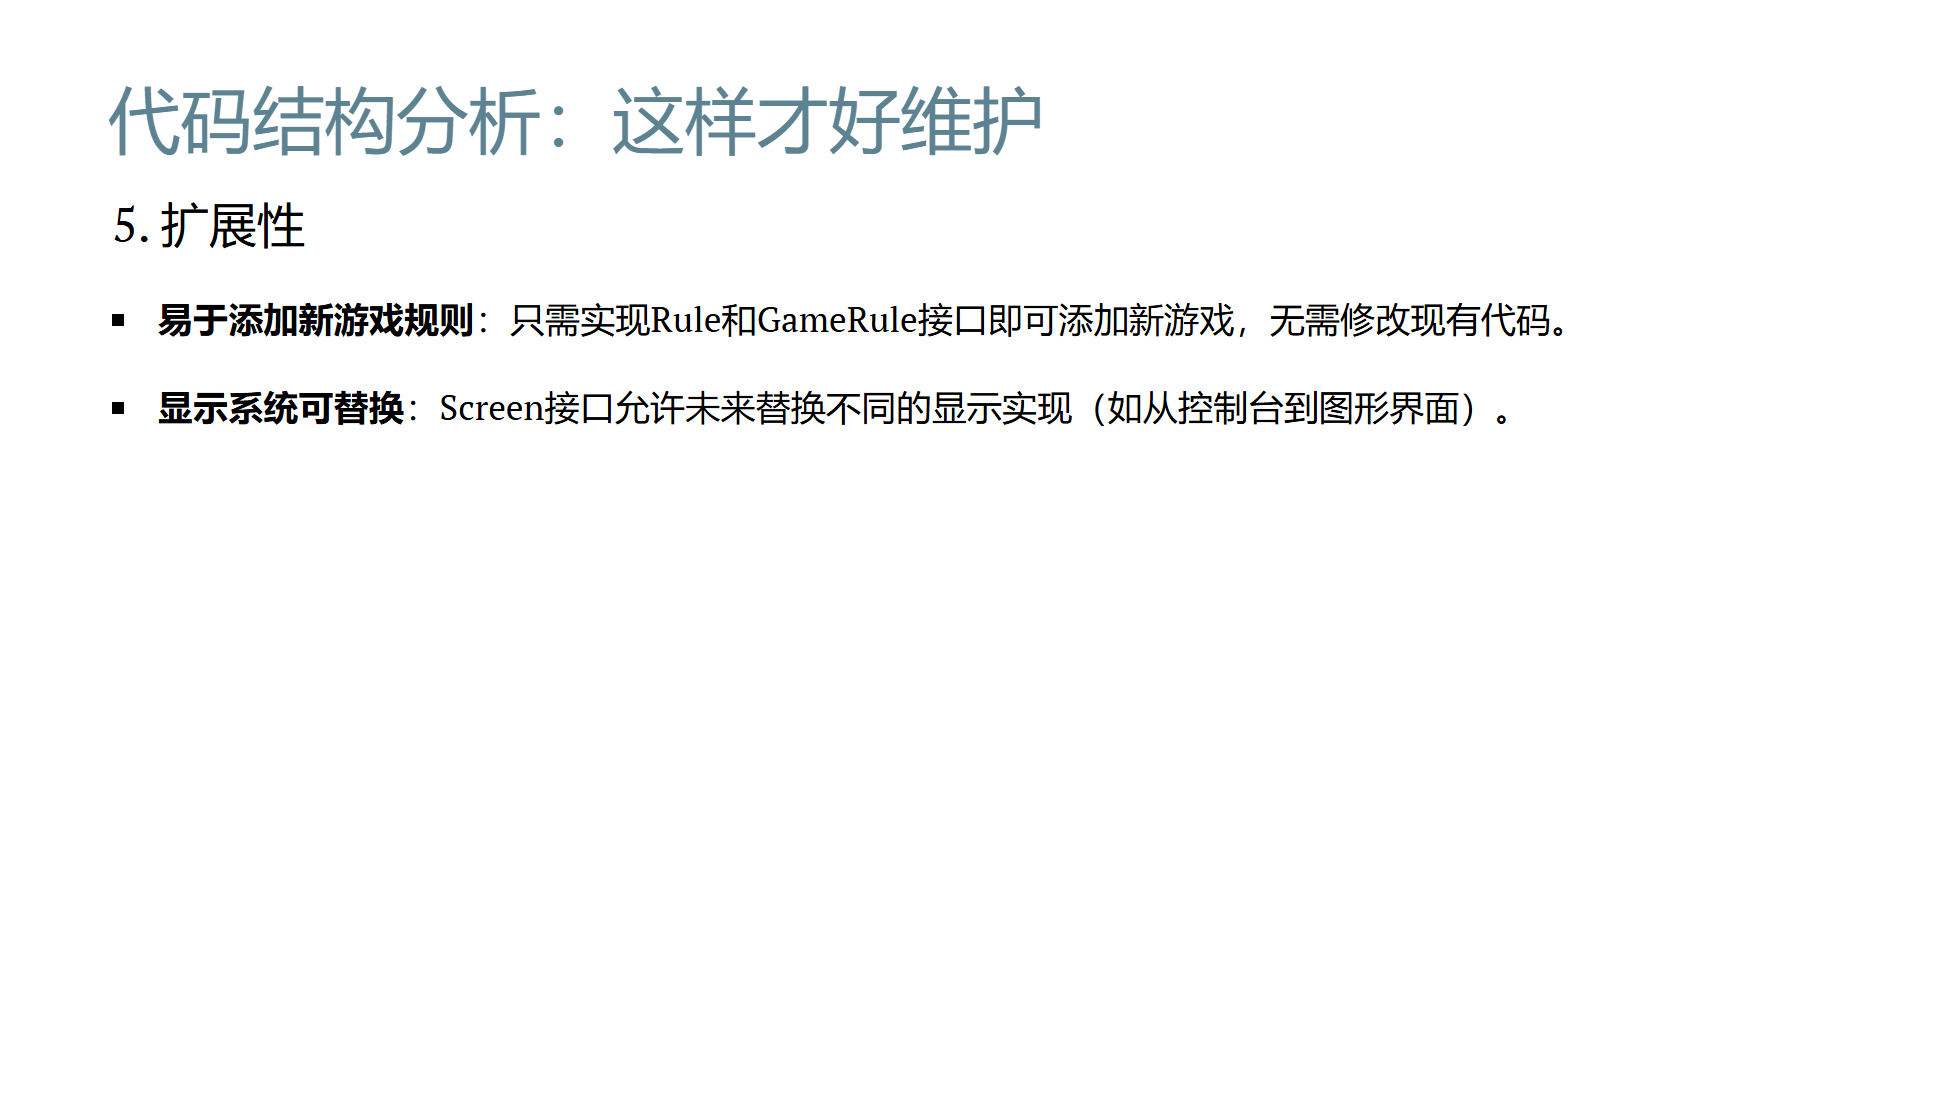 代码结构分析：这样才好维护
5. 扩展性
▪ 易于添加新游戏规则：只需实现Rule和GameRule接口即可添加新游戏，无需修改现有代码。
▪ 显示系统可替换：Screen接口允许未来替换不同的显示实现（如从控制台到图形界面）。